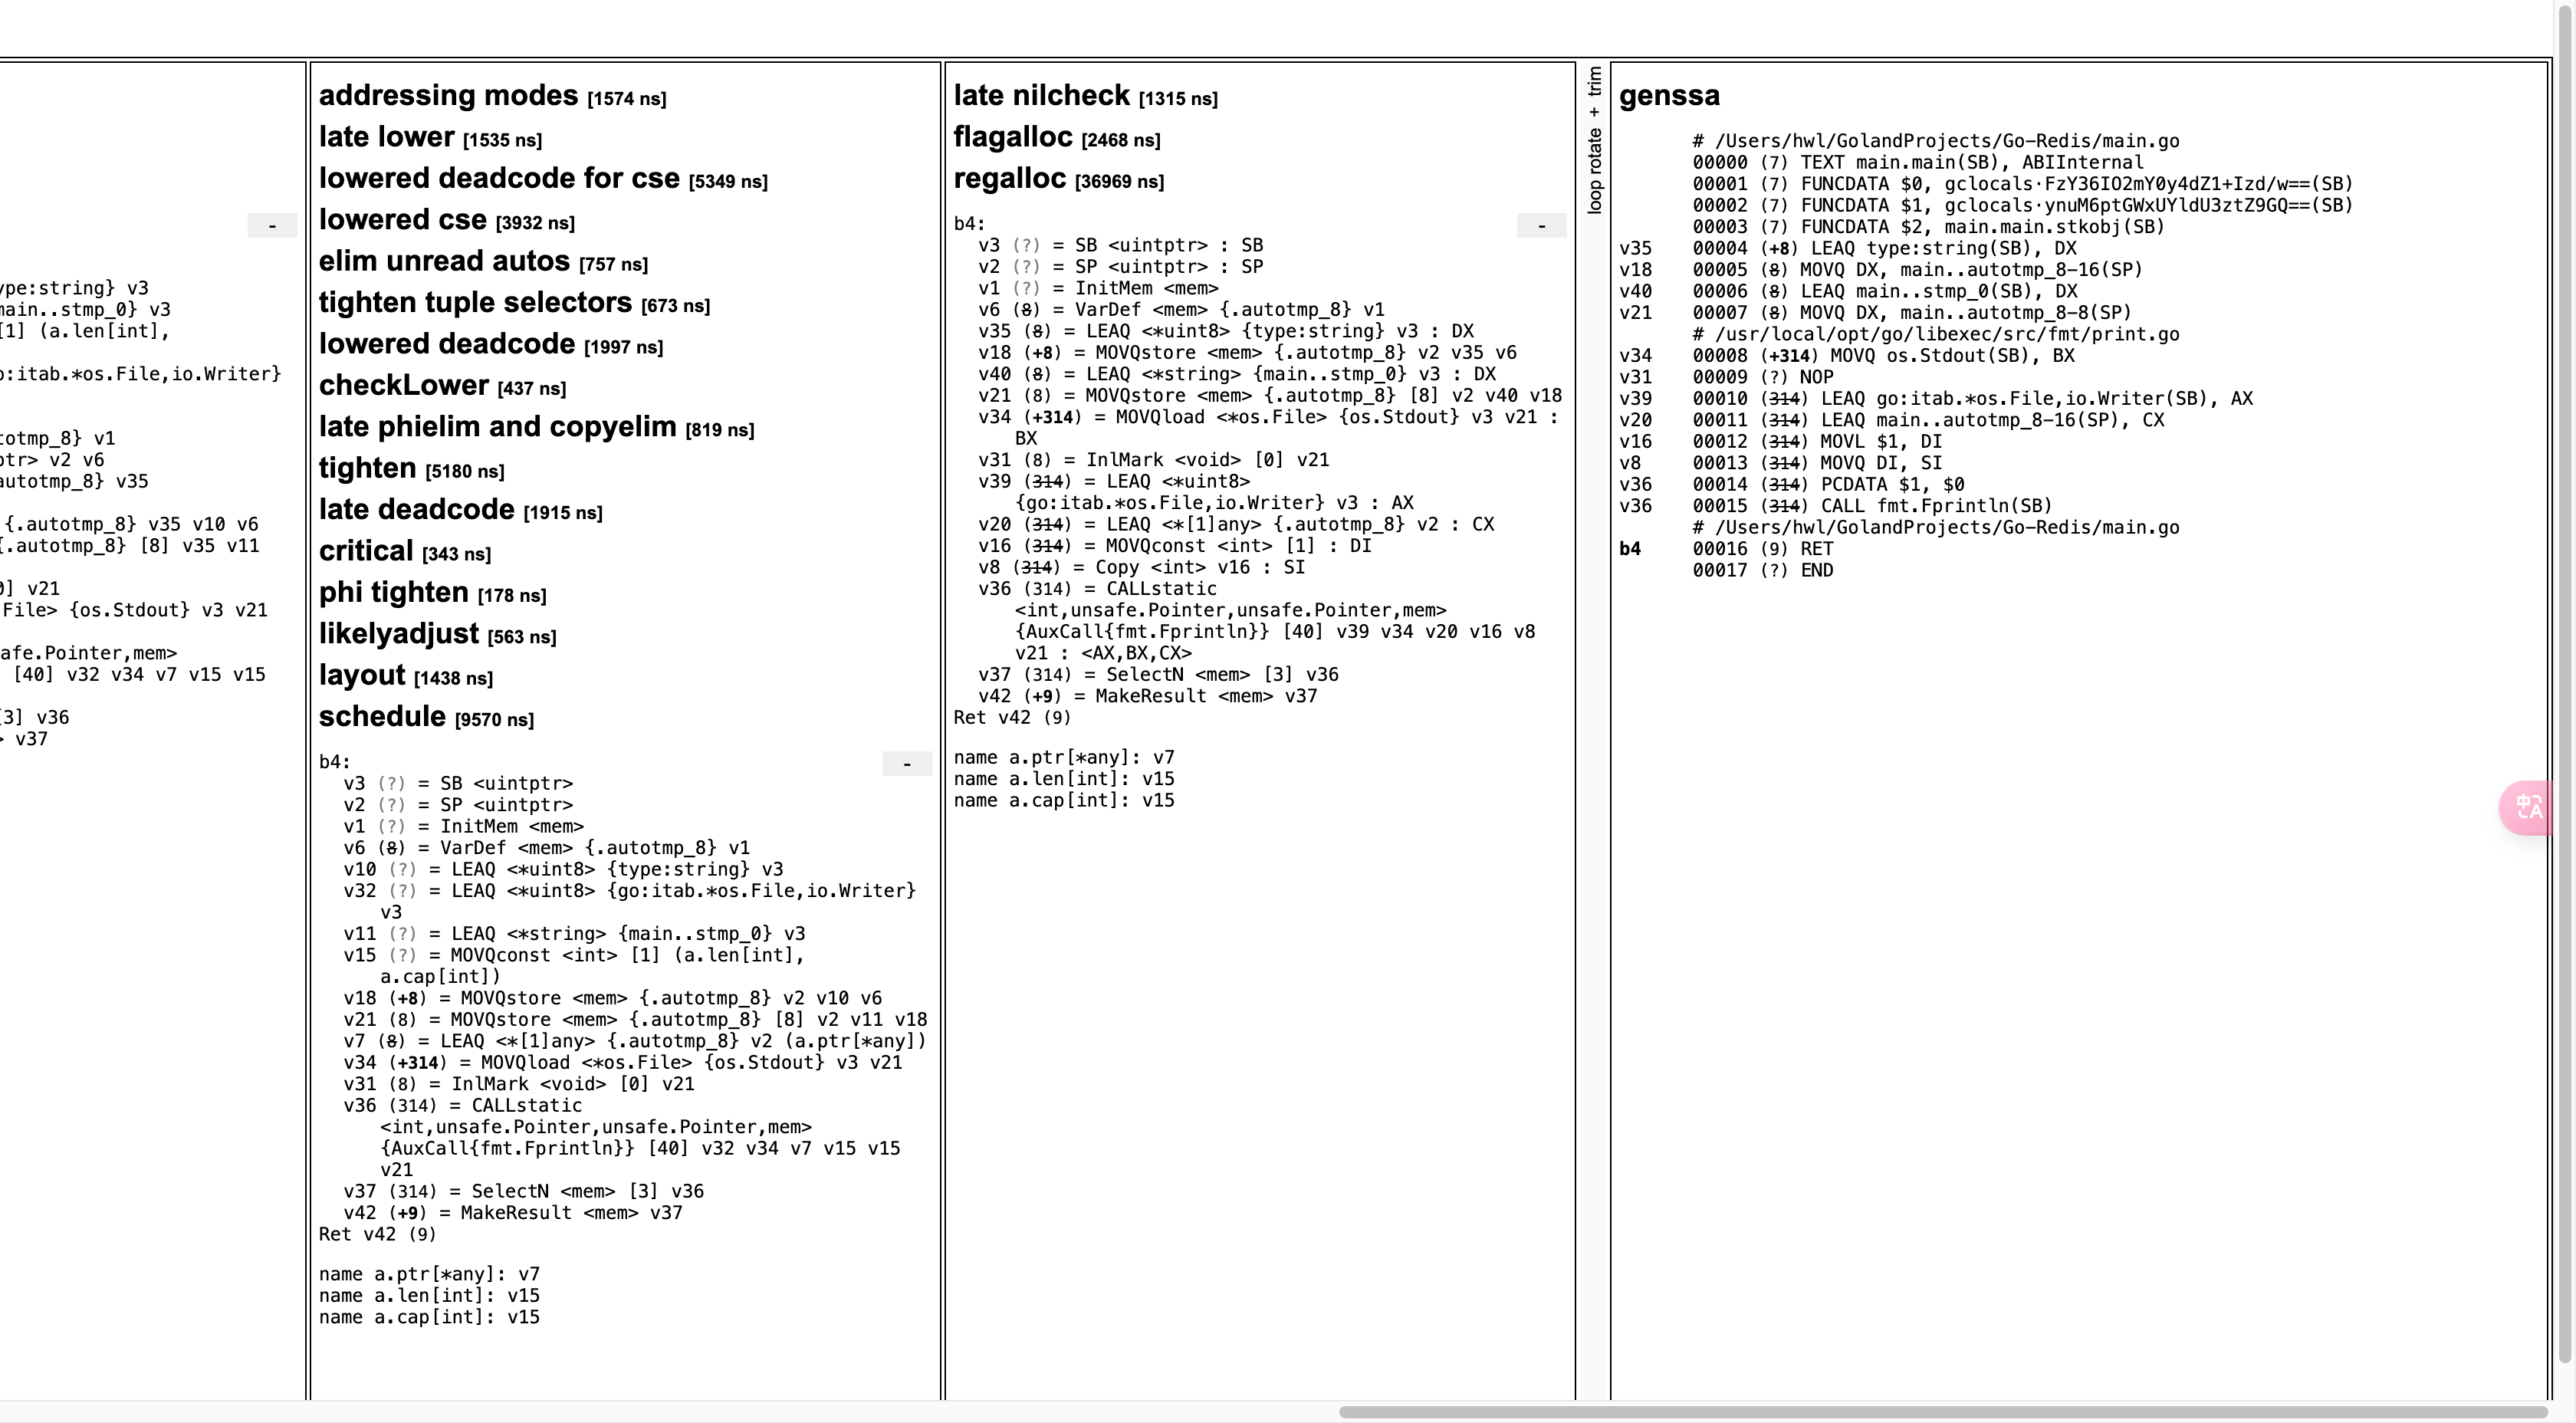 -
ype:string} v3
main..stmp_0} v3
[1] (a.len[int],
o:itab.*os.File,io.Writer}
totmp_8} v1
ptr> v2 v6
autotmp_8} v35
{.autotmp_8} v35 v10 v6
{.autotmp_8} [8] v35 v11
0] v21
File> {os.Stdout} v3 v21
afe.Pointer,mem>
[40] v32 v34 v7 v15 v15
[3] v36
> v37
addressing modes [1574 ns]
late lower [1535 ns]
lowered deadcode for cse [5349 ns]
lowered cse [3932 ns]
elim unread autos [757 ns]
tighten tuple selectors [673 ns]
lowered deadcode [1997 ns]
checkLower [437 ns]
late phielim and copyelim [819 ns]
tighten [5180 ns]
late deadcode [1915 ns]
critical [343 ns]
phi tighten [178 ns]
likelyadjust [563 ns]
layout [1438 ns]
schedule [9570 ns]
-
b4:
v3 (?) = SB <uintptr>
v2 (?) = SP <uintptr>
v1 (?) = InitMem <mem>
v6 (8) = VarDef <mem> {.autotmp_8} v1
v10 (?) = LEAQ <*uint8> {type:string} v3
v32 (?) = LEAQ <*uint8> {go:itab.*os.File,io.Writer}
v3
v11 (?) = LEAQ <*string> {main..stmp_0} v3
v15 (?) = MOVQconst <int> [1] (a.len[int],
a.cap[int])
v18 (+8) = MOVQstore <mem> {.autotmp_8} v2 v10 v6
v21 (8) = MOVQstore <mem> {.autotmp_8} [8] v2 v11 v18
v7 (8) = LEAQ <*[1]any> {.autotmp_8} v2 (a.ptr[*any])
v34 (+314) = MOVQload <*os.File> {os.Stdout} v3 v21
v31 (8) = InlMark <void> [0] v21
v36 (314) = CALLstatic
<int,unsafe.Pointer,unsafe.Pointer,mem>
{AuxCall{fmt.Fprintln}} [40] v32 v34 v7 v15 v15
v21
v37 (314) = SelectN <mem> [3] v36
v42 (+9) = MakeResult <mem> v37
Ret v42 (9)
name a.ptr[*any]: v7
name a.len[int]: v15
name a.cap[int]: v15
late nilcheck [1315 ns]
flagalloc [2468 ns]
regalloc [36969 ns]
-
b4:
v3 (?) = SB <uintptr> : SB
v2 (?) = SP <uintptr> : SP
v1 (?) = InitMem <mem>
v6 (8) = VarDef <mem> {.autotmp_8} v1
v35 (8) = LEAQ <*uint8> {type:string} v3 : DX
v18 (+8) = MOVQstore <mem> {.autotmp_8} v2 v35 v6
v40 (8) = LEAQ <*string> {main..stmp_0} v3 : DX
v21 (8) = MOVQstore <mem> {.autotmp_8} [8] v2 v40 v18
v34 (+314) = MOVQload <*os.File> {os.Stdout} v3 v21 :
BX
v31 (8) = InlMark <void> [0] v21
v39 (314) = LEAQ <*uint8>
{go:itab.*os.File,io.Writer} v3 : AX
v20 (314) = LEAQ <*[1]any> {.autotmp_8} v2 : CX
v16 (314) = MOVQconst <int> [1] : DI
v8 (314) = Copy <int> v16 : SI
v36 (314) = CALLstatic
<int,unsafe.Pointer,unsafe.Pointer,mem>
{AuxCall{fmt.Fprintln}} [40] v39 v34 v20 v16 v8
v21 : <AX,BX,CX>
v37 (314) = SelectN <mem> [3] v36
v42 (+9) = MakeResult <mem> v37
Ret v42 (9)
name a.ptr[*any]: v7
name a.len[int]: v15
name a.cap[int]: v15
loop rotate + trim
genssa
# /Users/hwl/GolandProjects/Go-Redis/main.go
00000 (7) TEXT main.main(SB), ABIInternal
00001 (7) FUNCDATA $0, gclocals·FzY36IO2mY0y4dZ1+Izd/w==(SB)
00002 (7) FUNCDATA $1, gclocals·ynuM6ptGWxUYldU3ztZ9GQ==(SB)
00003 (7) FUNCDATA $2, main.main.stkobj(SB)
v35 00004 (+8) LEAQ type:string(SB), DX
v18 00005 (8) MOVQ DX, main..autotmp_8-16(SP)
v40 00006 (8) LEAQ main..stmp_0(SB), DX
v21 00007 (8) MOVQ DX, main..autotmp_8-8(SP)
# /usr/local/opt/go/libexec/src/fmt/print.go
v34 00008 (+314) MOVQ os.Stdout(SB), BX
v31 00009 (?) NOP
v39 00010 (314) LEAQ go:itab.*os.File,io.Writer(SB), AX
v20 00011 (314) LEAQ main..autotmp_8-16(SP), CX
v16 00012 (314) MOVL $1, DI
v8 00013 (314) MOVQ DI, SI
v36 00014 (314) PCDATA $1, $0
v36 00015 (314) CALL fmt.Fprintln(SB)
# /Users/hwl/GolandProjects/Go-Redis/main.go
b4 00016 (9) RET
00017 (?) END
中A